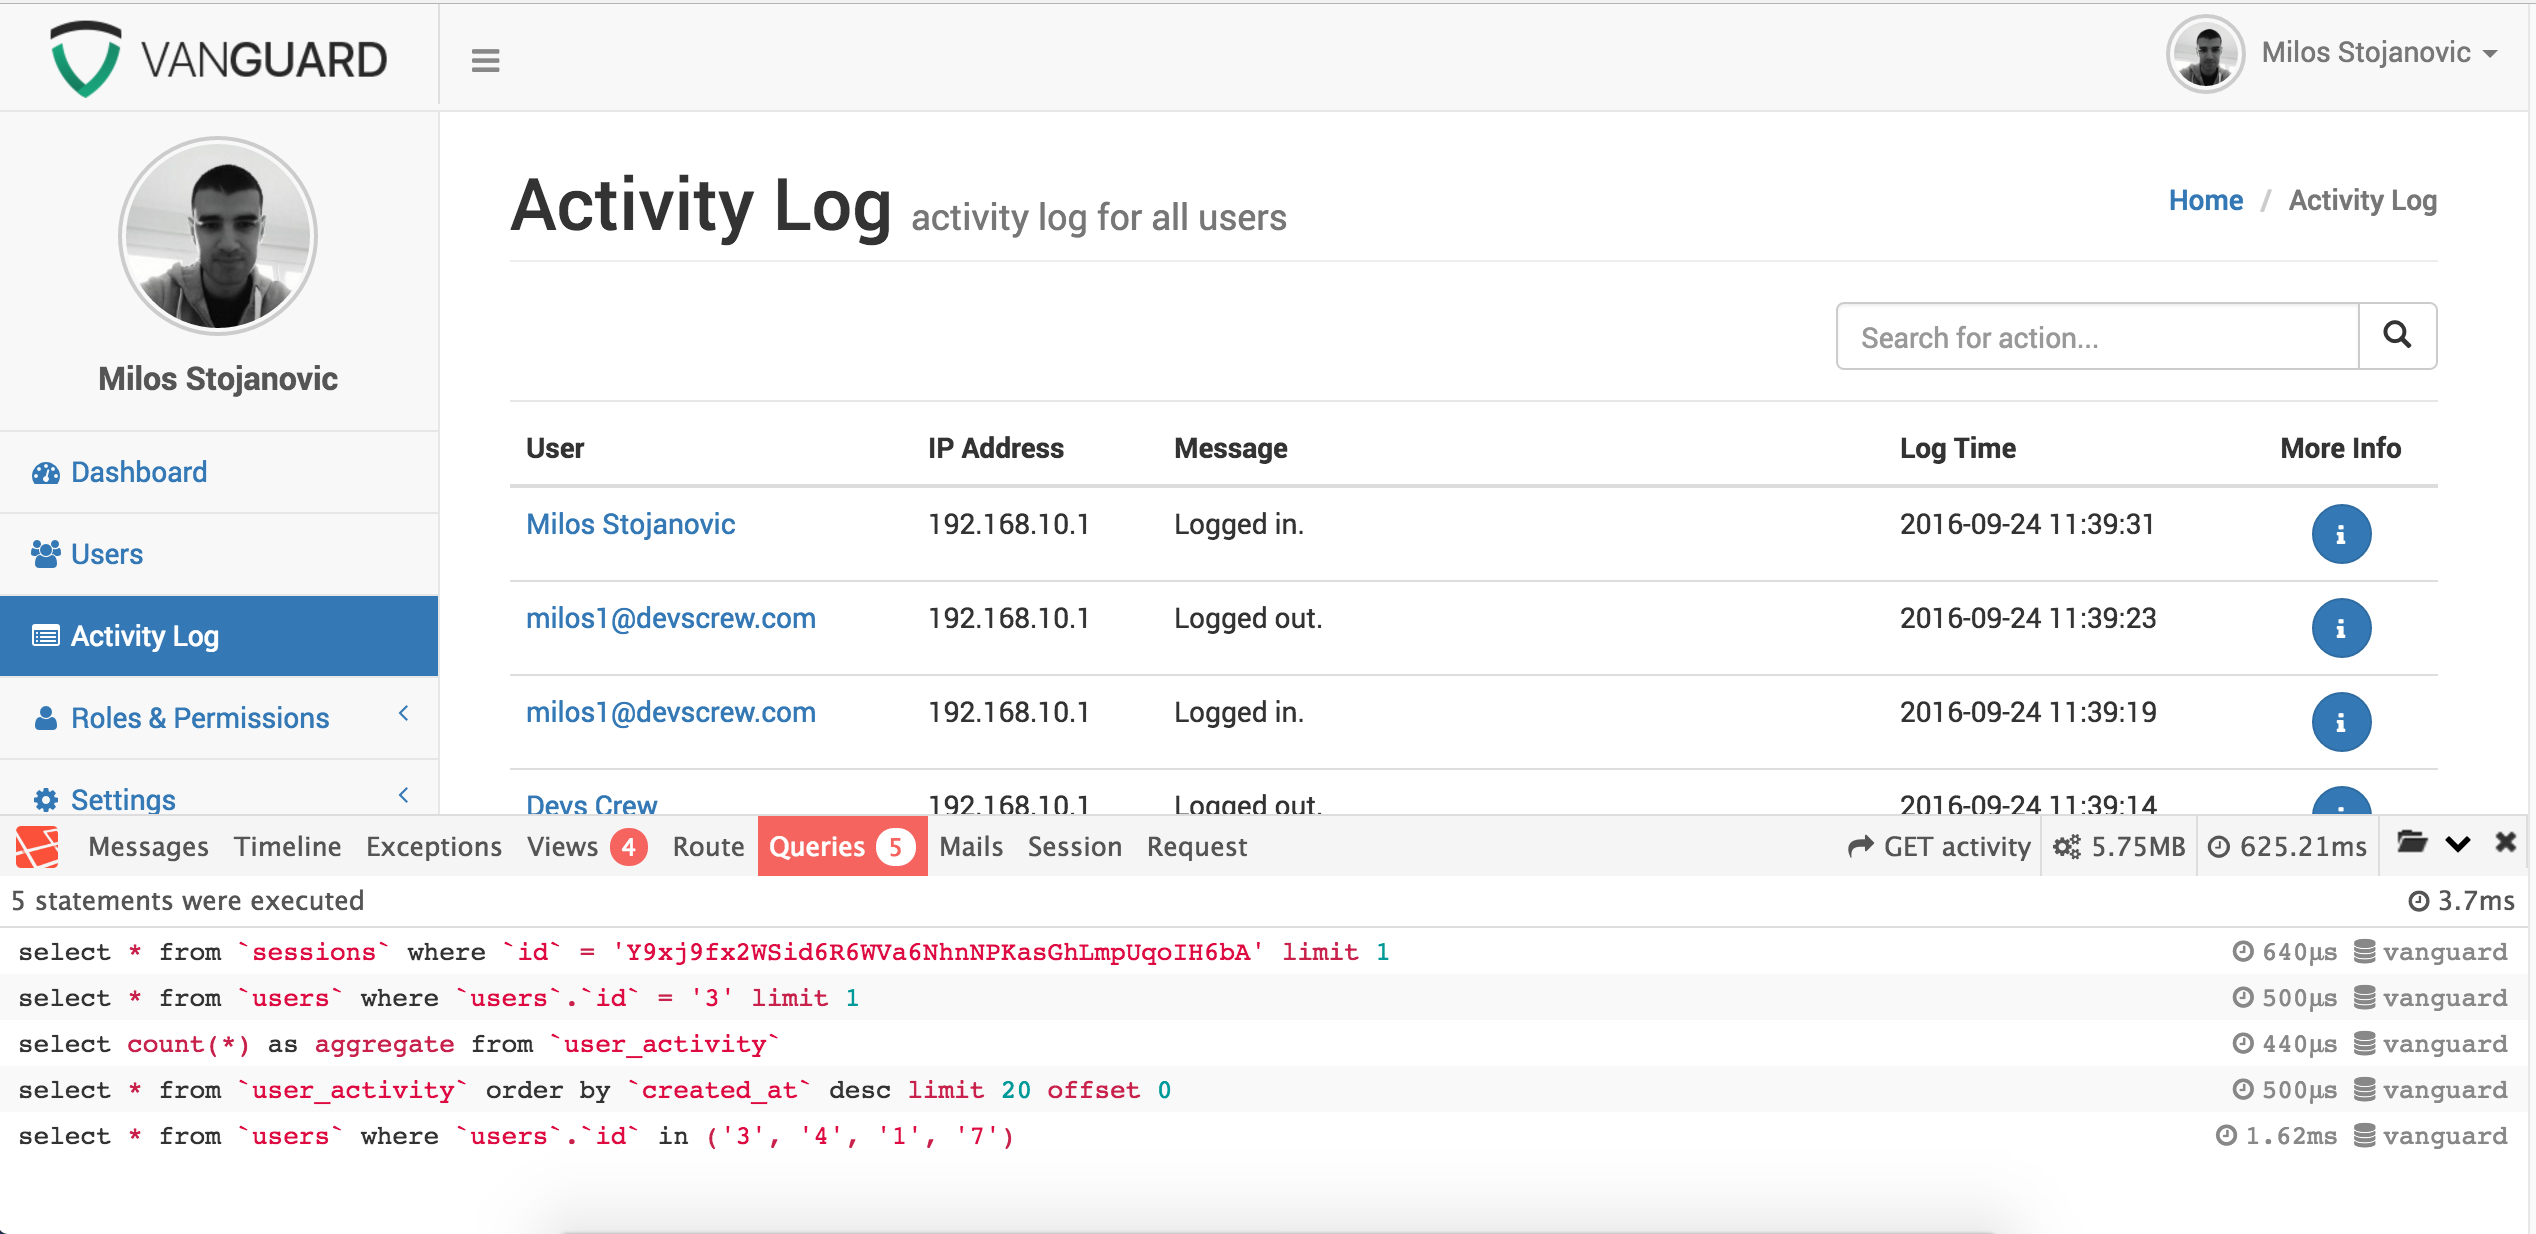 VANGUARD
Milos Stojanovic
Milos Stojanovic
Dashboard
Users
Activity Log
Roles & Permissions
Settings
Activity Log activity log for all users
Home / Activity Log
Search for action...
User IP Address Message Log Time More Info
Milos Stojanovic 192.168.10.1 Logged in. 2016-09-24 11:39:31
milos1@devscrew.com 192.168.10.1 Logged out. 2016-09-24 11:39:23
milos1@devscrew.com 192.168.10.1 Logged in. 2016-09-24 11:39:19
Devs Crew 192.168.10.1 Logged out. 2016-09-24 11:39:14
Messages Timeline Exceptions Views 4 Route Queries 5 Mails Session Request GET activity 5.75MB 625.21ms
5 statements were executed 3.7ms
select * from `sessions` where `id` = 'Y9xj9fx2WSid6R6WVa6NhnNPKasGhLmpUqoIH6bA' limit 1 640μs vanguard
select * from `users` where `users`.`id` = '3' limit 1 500μs vanguard
select count(*) as aggregate from `user_activity` 440μs vanguard
select * from `user_activity` order by `created_at` desc limit 20 offset 0 500μs vanguard
select * from `users` where `users`.`id` in ('3', '4', '1', '7') 1.62ms vanguard